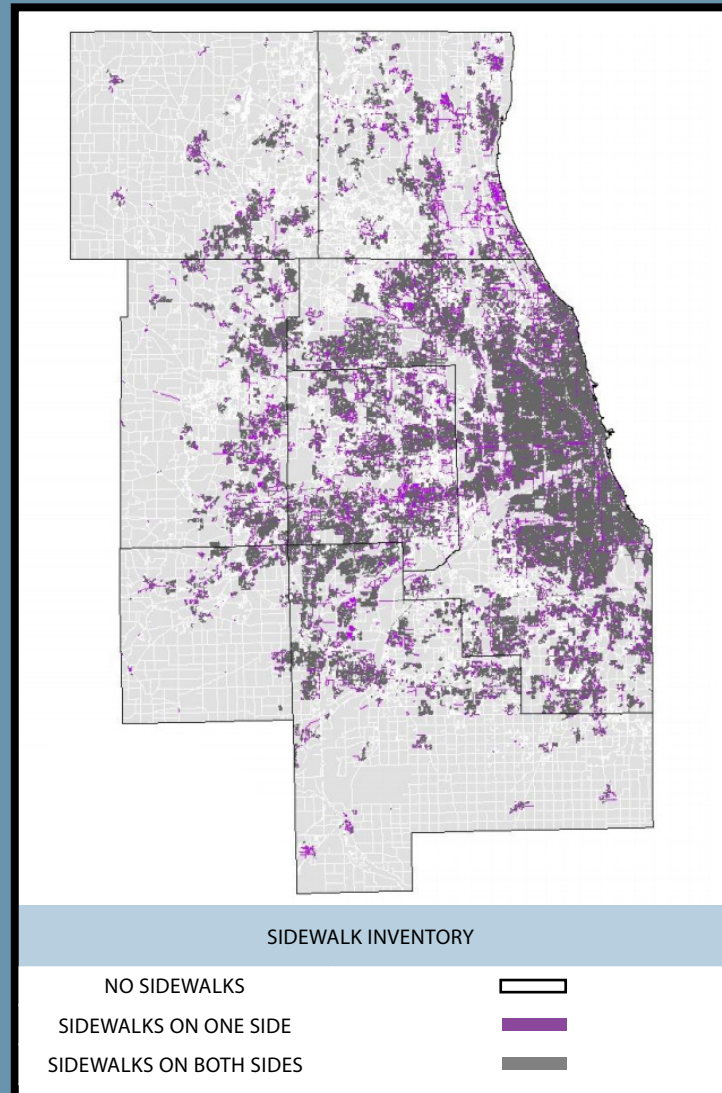 SIDEWALK INVENTORY
NO SIDEWALKS
SIDEWALKS ON ONE SIDE
SIDEWALKS ON BOTH SIDES